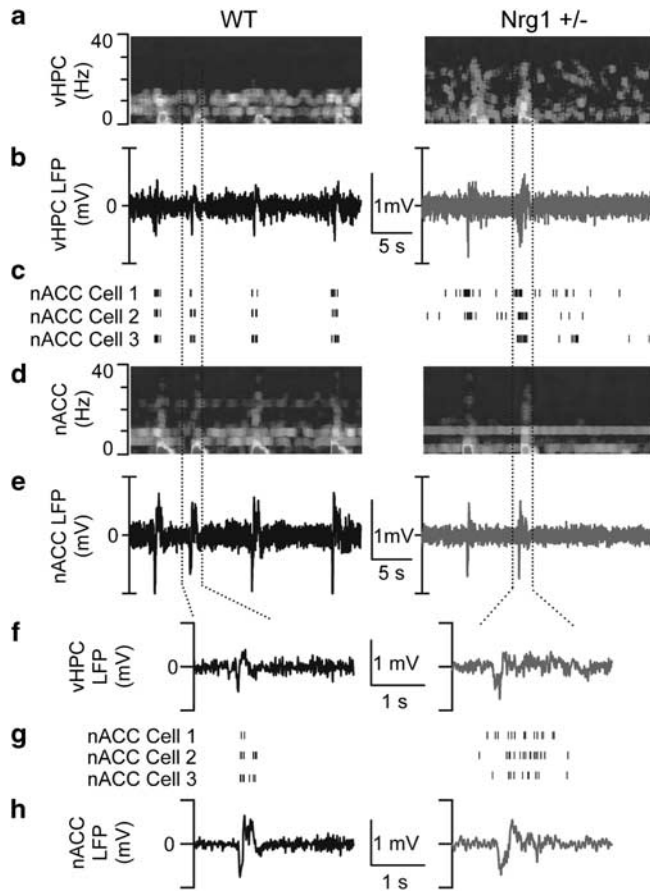 a WT Nrg1 +/-
vHPC
(Hz)
40
0
b
vHPC LFP
(mV)
0
1mV
5 s
c
nACC Cell 1
nACC Cell 2
nACC Cell 3
d
nACC
(Hz)
40
0
e
nACC LFP
(mV)
0
1mV
5 s
f
vHPC
LFP
(mV)
0
1 mV
1 s
g
nACC Cell 1
nACC Cell 2
nACC Cell 3
h
nACC
LFP
(mV)
0
1 mV
1 s